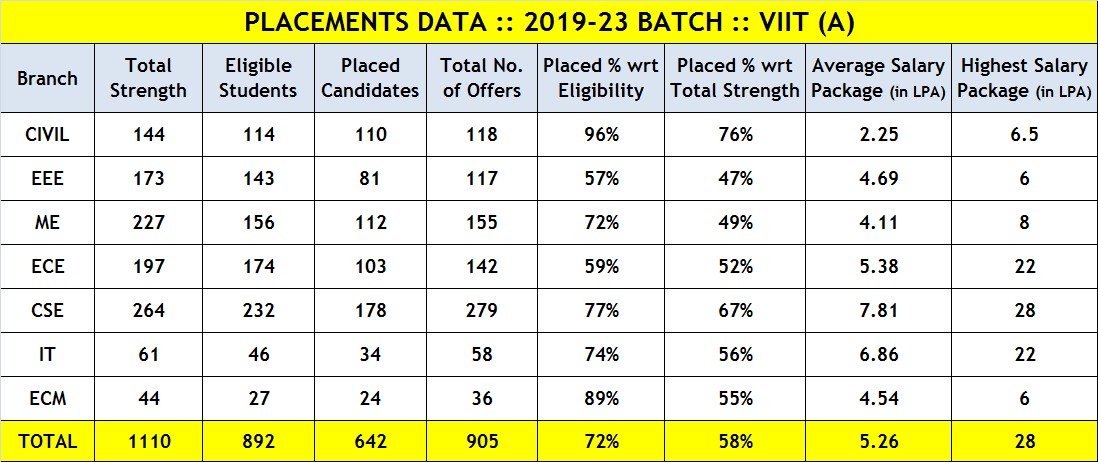 PLACEMENTS DATA :: 2019-23 BATCH :: VIIT (A)
Branch Total Strength Eligible Students Placed Candidates Total No. of Offers Placed % wrt Eligibility Placed % wrt Total Strength Average Salary Package (in LPA) Highest Salary Package (in LPA)
CIVIL 144 114 110 118 96% 76% 2.25 6.5
EEE 173 143 81 117 57% 47% 4.69 6
ME 227 156 112 155 72% 49% 4.11 8
ECE 197 174 103 142 59% 52% 5.38 22
CSE 264 232 178 279 77% 67% 7.81 28
IT 61 46 34 58 74% 56% 6.86 22
ECM 44 27 24 36 89% 55% 4.54 6
TOTAL 1110 892 642 905 72% 58% 5.26 28